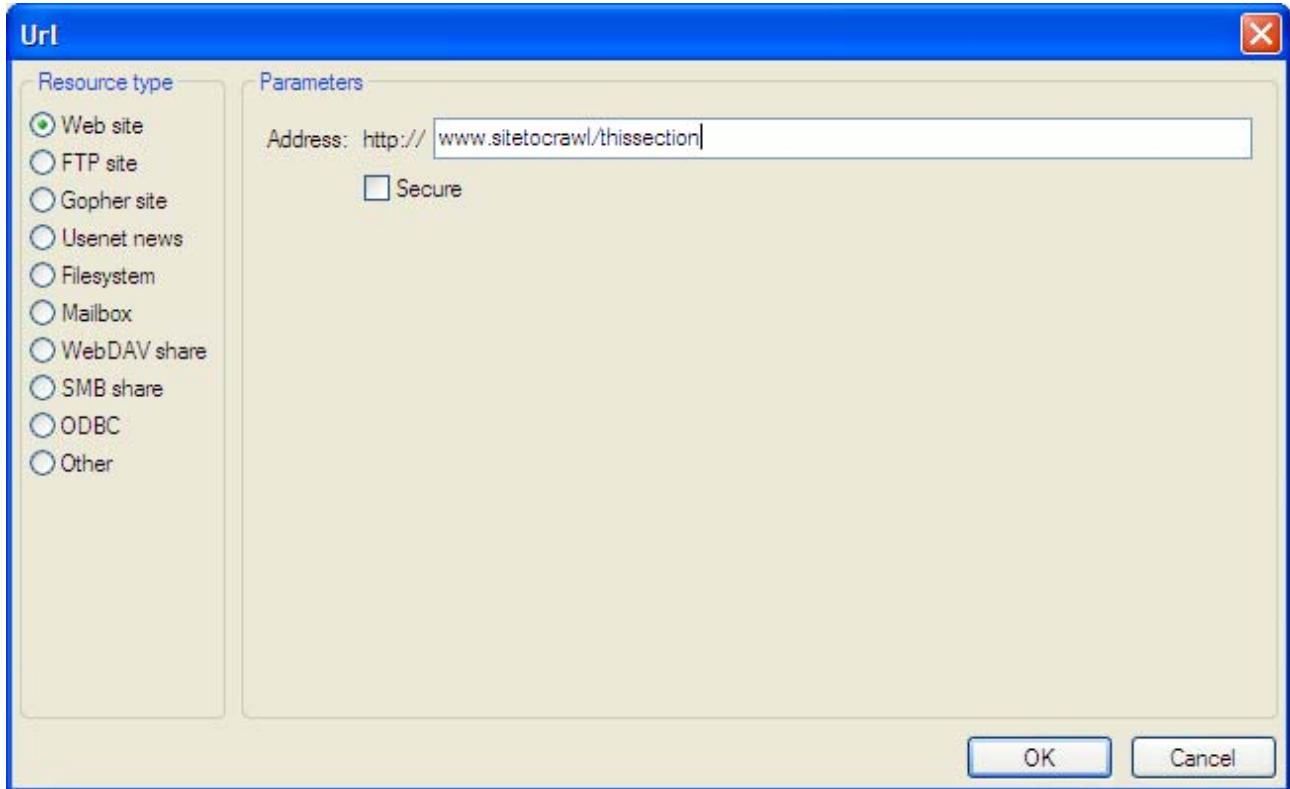 Url
Resource type
Web site
FTP site
Gopher site
Usenet news
Filesystem
Mailbox
WebDAV share
SMB share
ODBC
Other
Parameters
Address: http:// www.sitetocrawl/thissection
Secure
OK Cancel